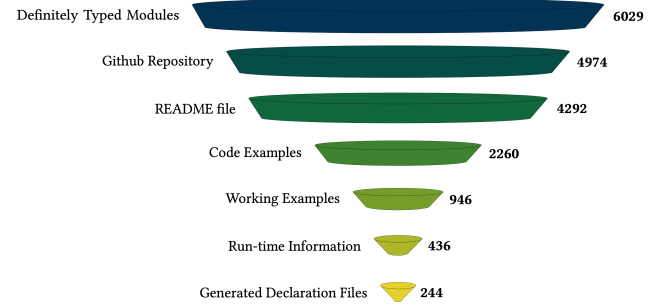 Definitely Typed Modules 6029
Github Repository 4974
README file 4292
Code Examples 2260
Working Examples 946
Run-time Information 436
Generated Declaration Files 244